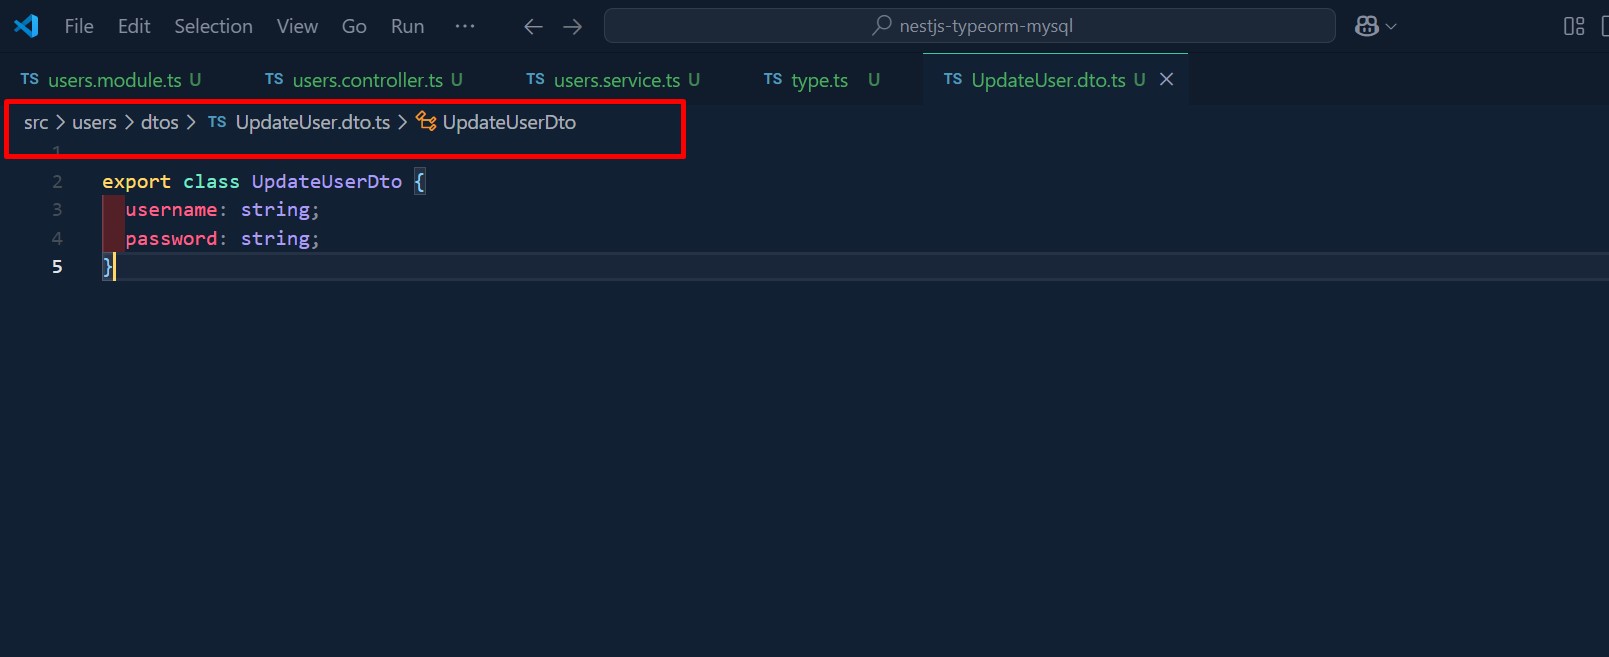 File Edit Selection View Go Run ··· nestjs-typeorm-mysql
TS users.module.ts U TS users.controller.ts U TS users.service.ts U TS type.ts U TS UpdateUser.dto.ts U
src > users > dtos > TS UpdateUser.dto.ts > UpdateUserDto
1
2 export class UpdateUserDto {
3 username: string;
4 password: string;
5 }